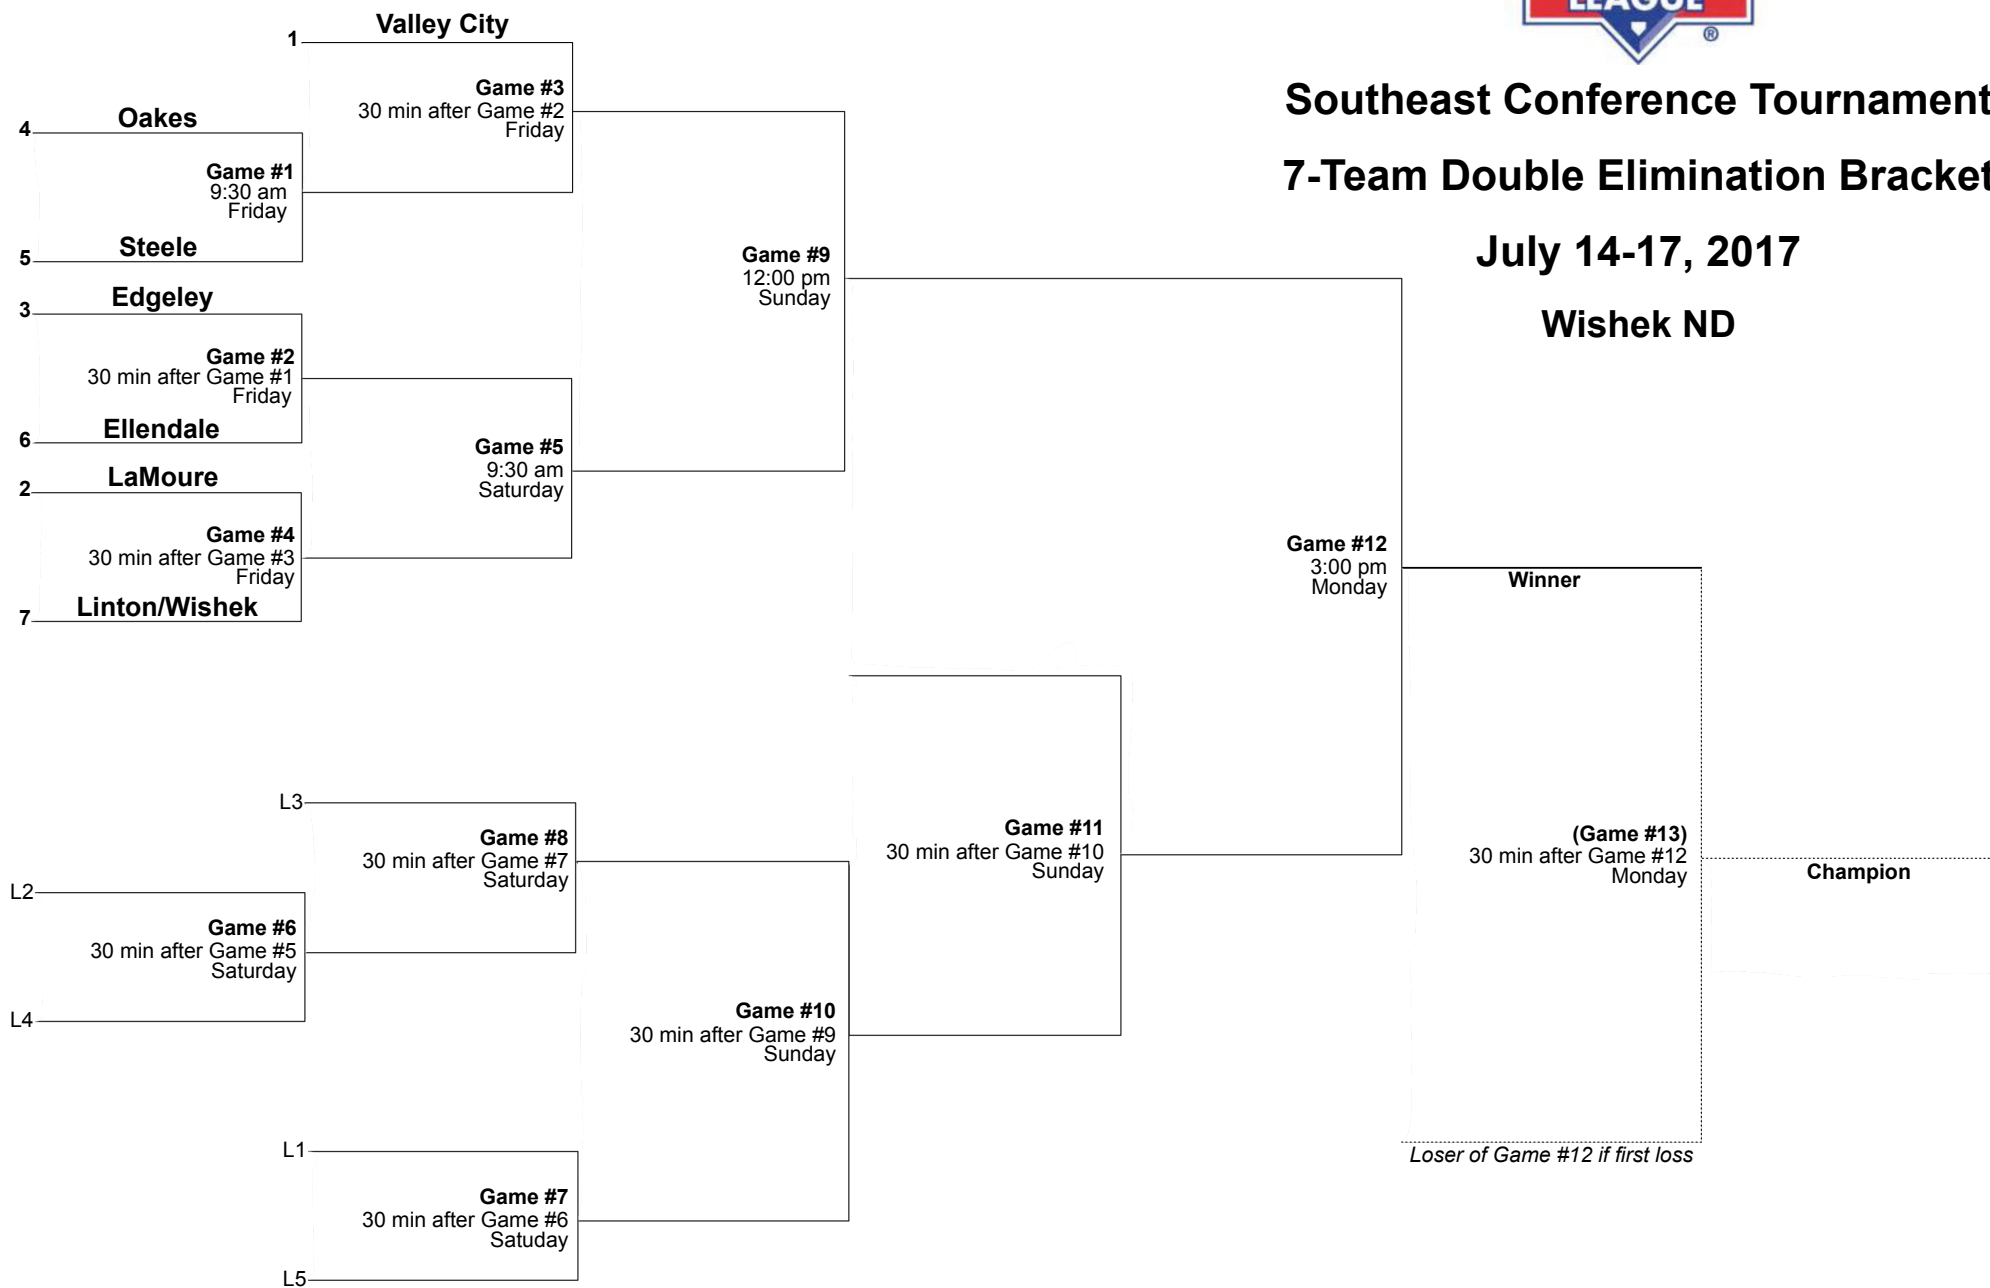 LEAGUE
®
Southeast Conference Tournament
7-Team Double Elimination Bracket
July 14-17, 2017
Wishek ND
1 Valley City
Game #3
30 min after Game #2
Friday
4 Oakes
Game #1
9:30 am
Friday
5 Steele
3 Edgeley
Game #2
30 min after Game #1
Friday
6 Ellendale
2 LaMoure
Game #4
30 min after Game #3
Friday
7 Linton/Wishek
Game #5
9:30 am
Saturday
Game #9
12:00 pm
Sunday
Game #12
3:00 pm
Monday
Winner
L3
Game #8
30 min after Game #7
Saturday
L2
Game #6
30 min after Game #5
Saturday
L4
Game #10
30 min after Game #9
Sunday
Game #11
30 min after Game #10
Sunday
(Game #13)
30 min after Game #12
Monday
Champion
L1
Game #7
30 min after Game #6
Satuday
L5
Loser of Game #12 if first loss